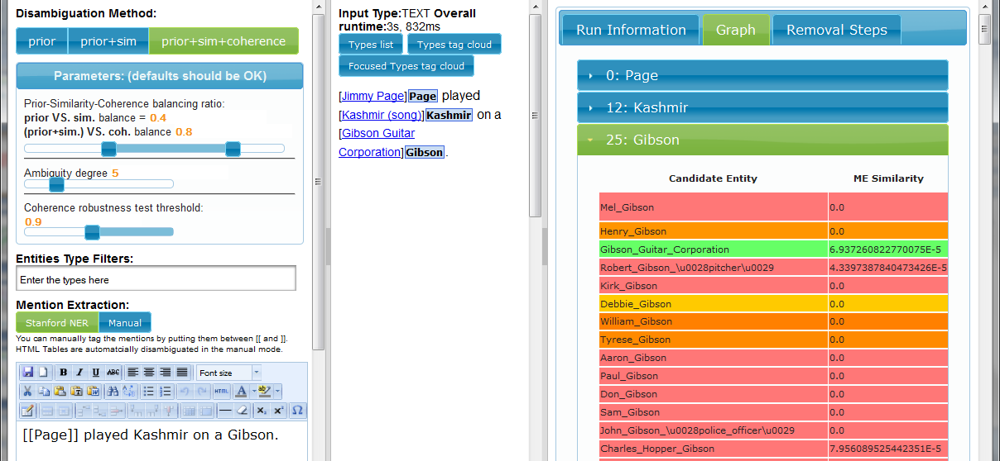 Disambiguation Method:
prior prior+sim prior+sim+coherence
Parameters: (defaults should be OK)
Prior-Similarity-Coherence balancing ratio:
prior VS. sim. balance = 0.4
(prior+sim.) VS. coh. balance 0.8
Ambiguity degree 5
Coherence robustness test threshold:
0.9
Entities Type Filters:
Enter the types here
Mention Extraction:
Stanford NER Manual
You can manually tag the mentions by putting them between [[ and ]].
HTML Tables are automatcially disambiguated in the manual mode.
B I U ABC Font size
HTML A ab
x₂ x² Ω
[[Page]] played Kashmir on a Gibson.
Input Type:TEXT Overall
runtime:3s, 832ms
Types list Types tag cloud
Focused Types tag cloud
[Jimmy Page]Page played
[Kashmir (song)]Kashmir on a
[Gibson Guitar
Corporation]Gibson.
Run Information Graph Removal Steps
0: Page
12: Kashmir
25: Gibson
Candidate Entity ME Similarity
Mel_Gibson 0.0
Henry_Gibson 0.0
Gibson_Guitar_Corporation 6.937260822770075E-5
Robert_Gibson_\u0028pitcher\u0029 4.3397387840473426E-5
Kirk_Gibson 0.0
Debbie_Gibson 0.0
William_Gibson 0.0
Tyrese_Gibson 0.0
Aaron_Gibson 0.0
Paul_Gibson 0.0
Don_Gibson 0.0
Sam_Gibson 0.0
John_Gibson_\u0028police_officer\u0029 0.0
Charles_Hopper_Gibson 7.956089525442351E-5